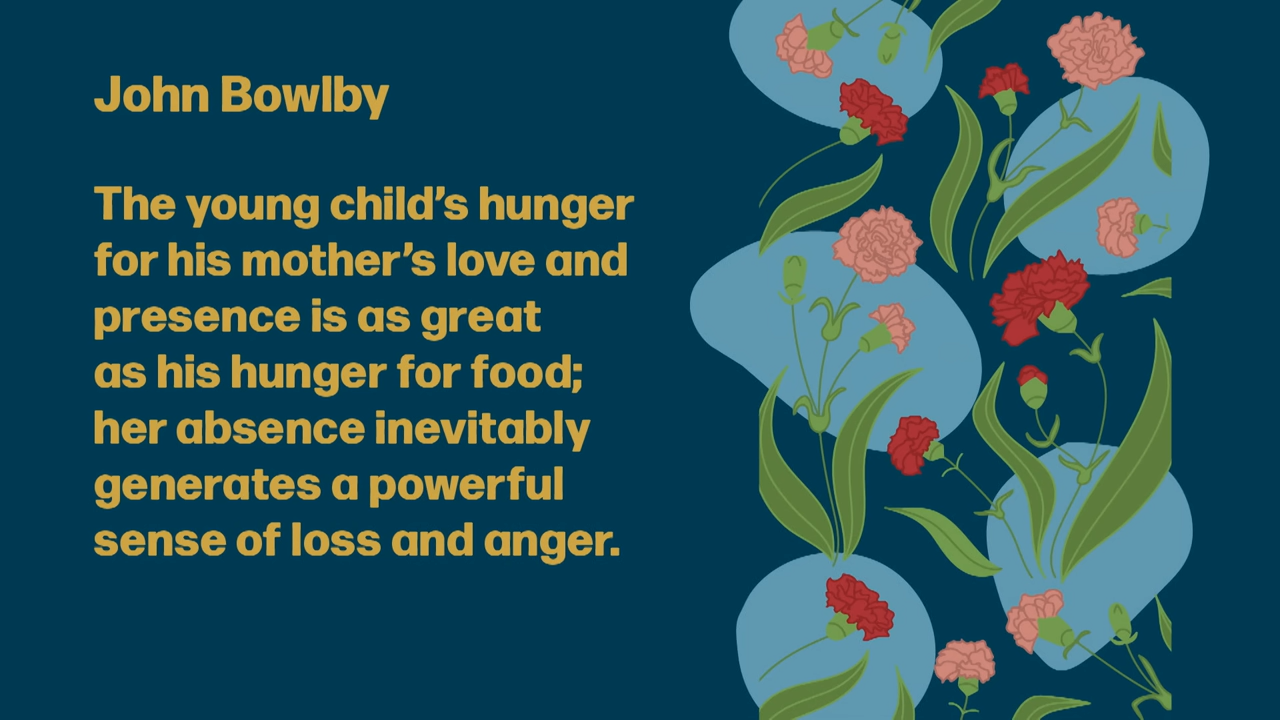 John Bowlby
The young child’s hunger
for his mother’s love and
presence is as great
as his hunger for food;
her absence inevitably
generates a powerful
sense of loss and anger.